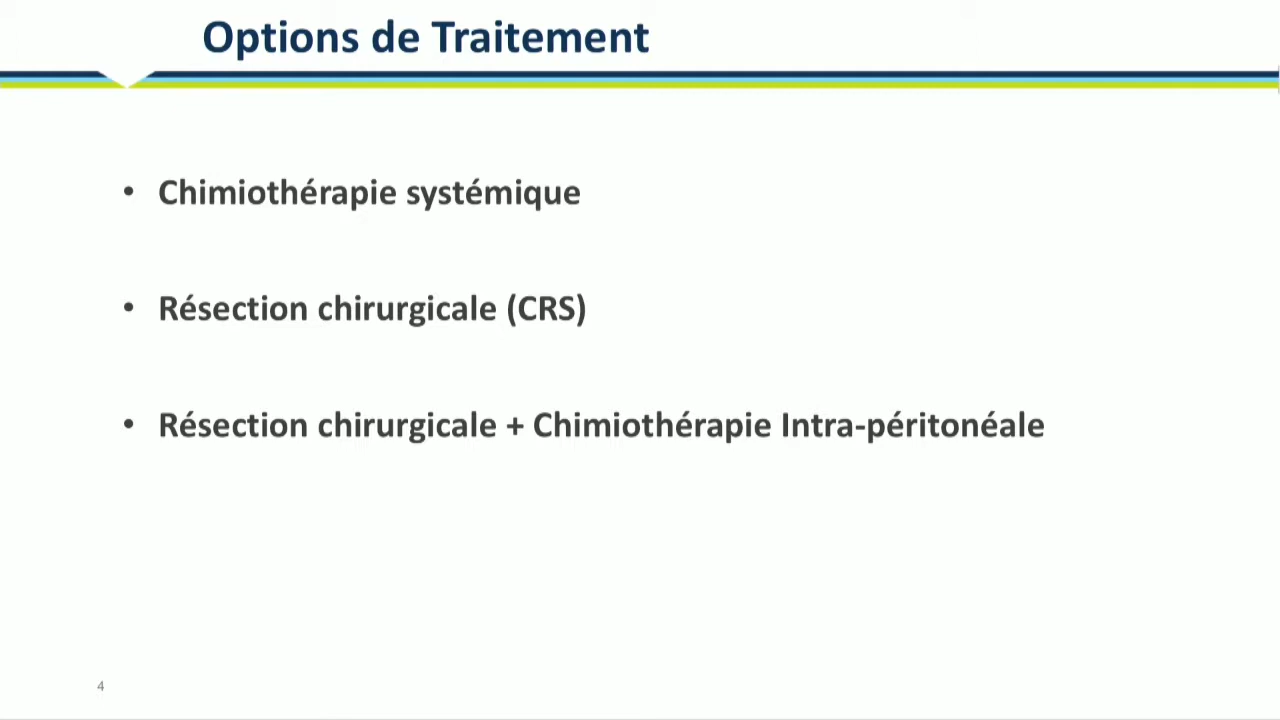 Options de Traitement
• Chimiothérapie systémique
• Résection chirurgicale (CRS)
• Résection chirurgicale + Chimiothérapie Intra-péritonéale
4